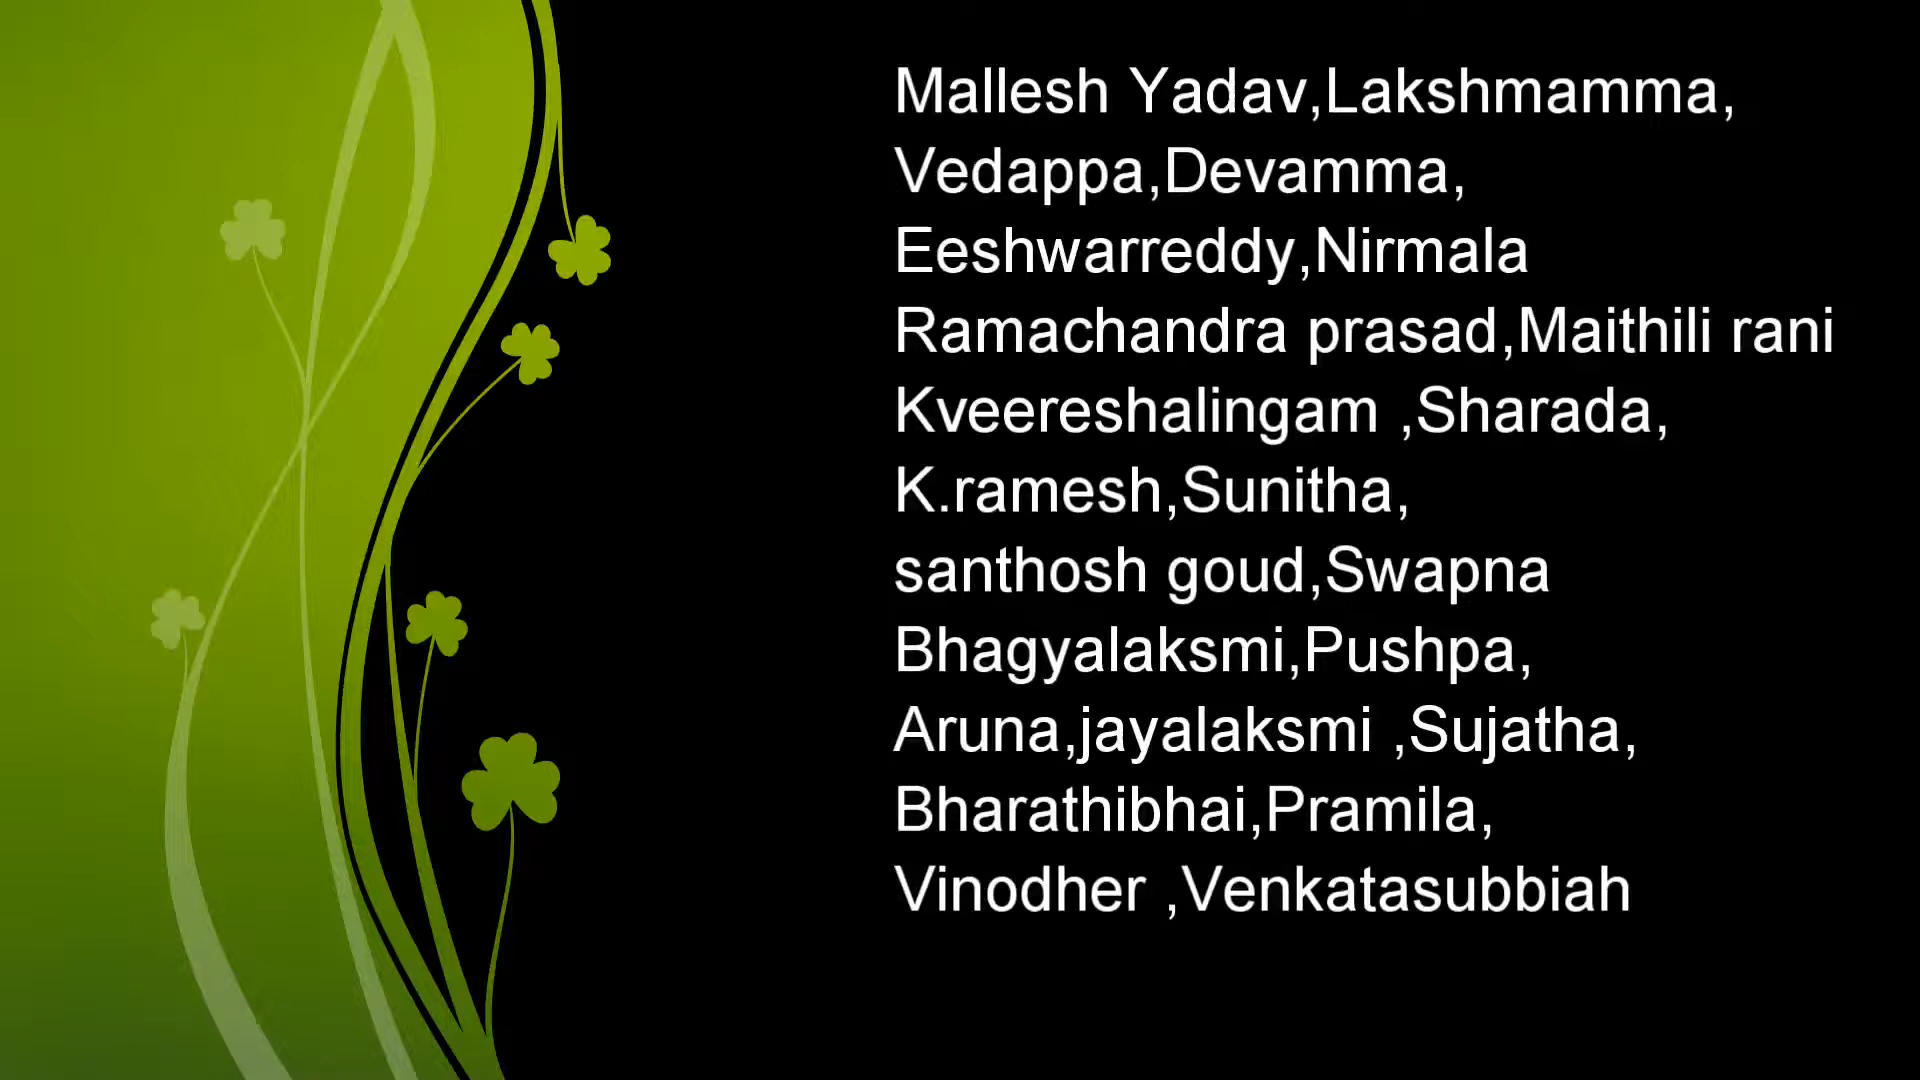 Mallesh Yadav,Lakshmamma,
Vedappa,Devamma,
Eeshwarreddy,Nirmala
Ramachandra prasad,Maithili rani
Kveereshalingam ,Sharada,
K.ramesh,Sunitha,
santhosh goud,Swapna
Bhagyalaksmi,Pushpa,
Aruna,jayalaksmi ,Sujatha,
Bharathibhai,Pramila,
Vinodher ,Venkatasubbiah